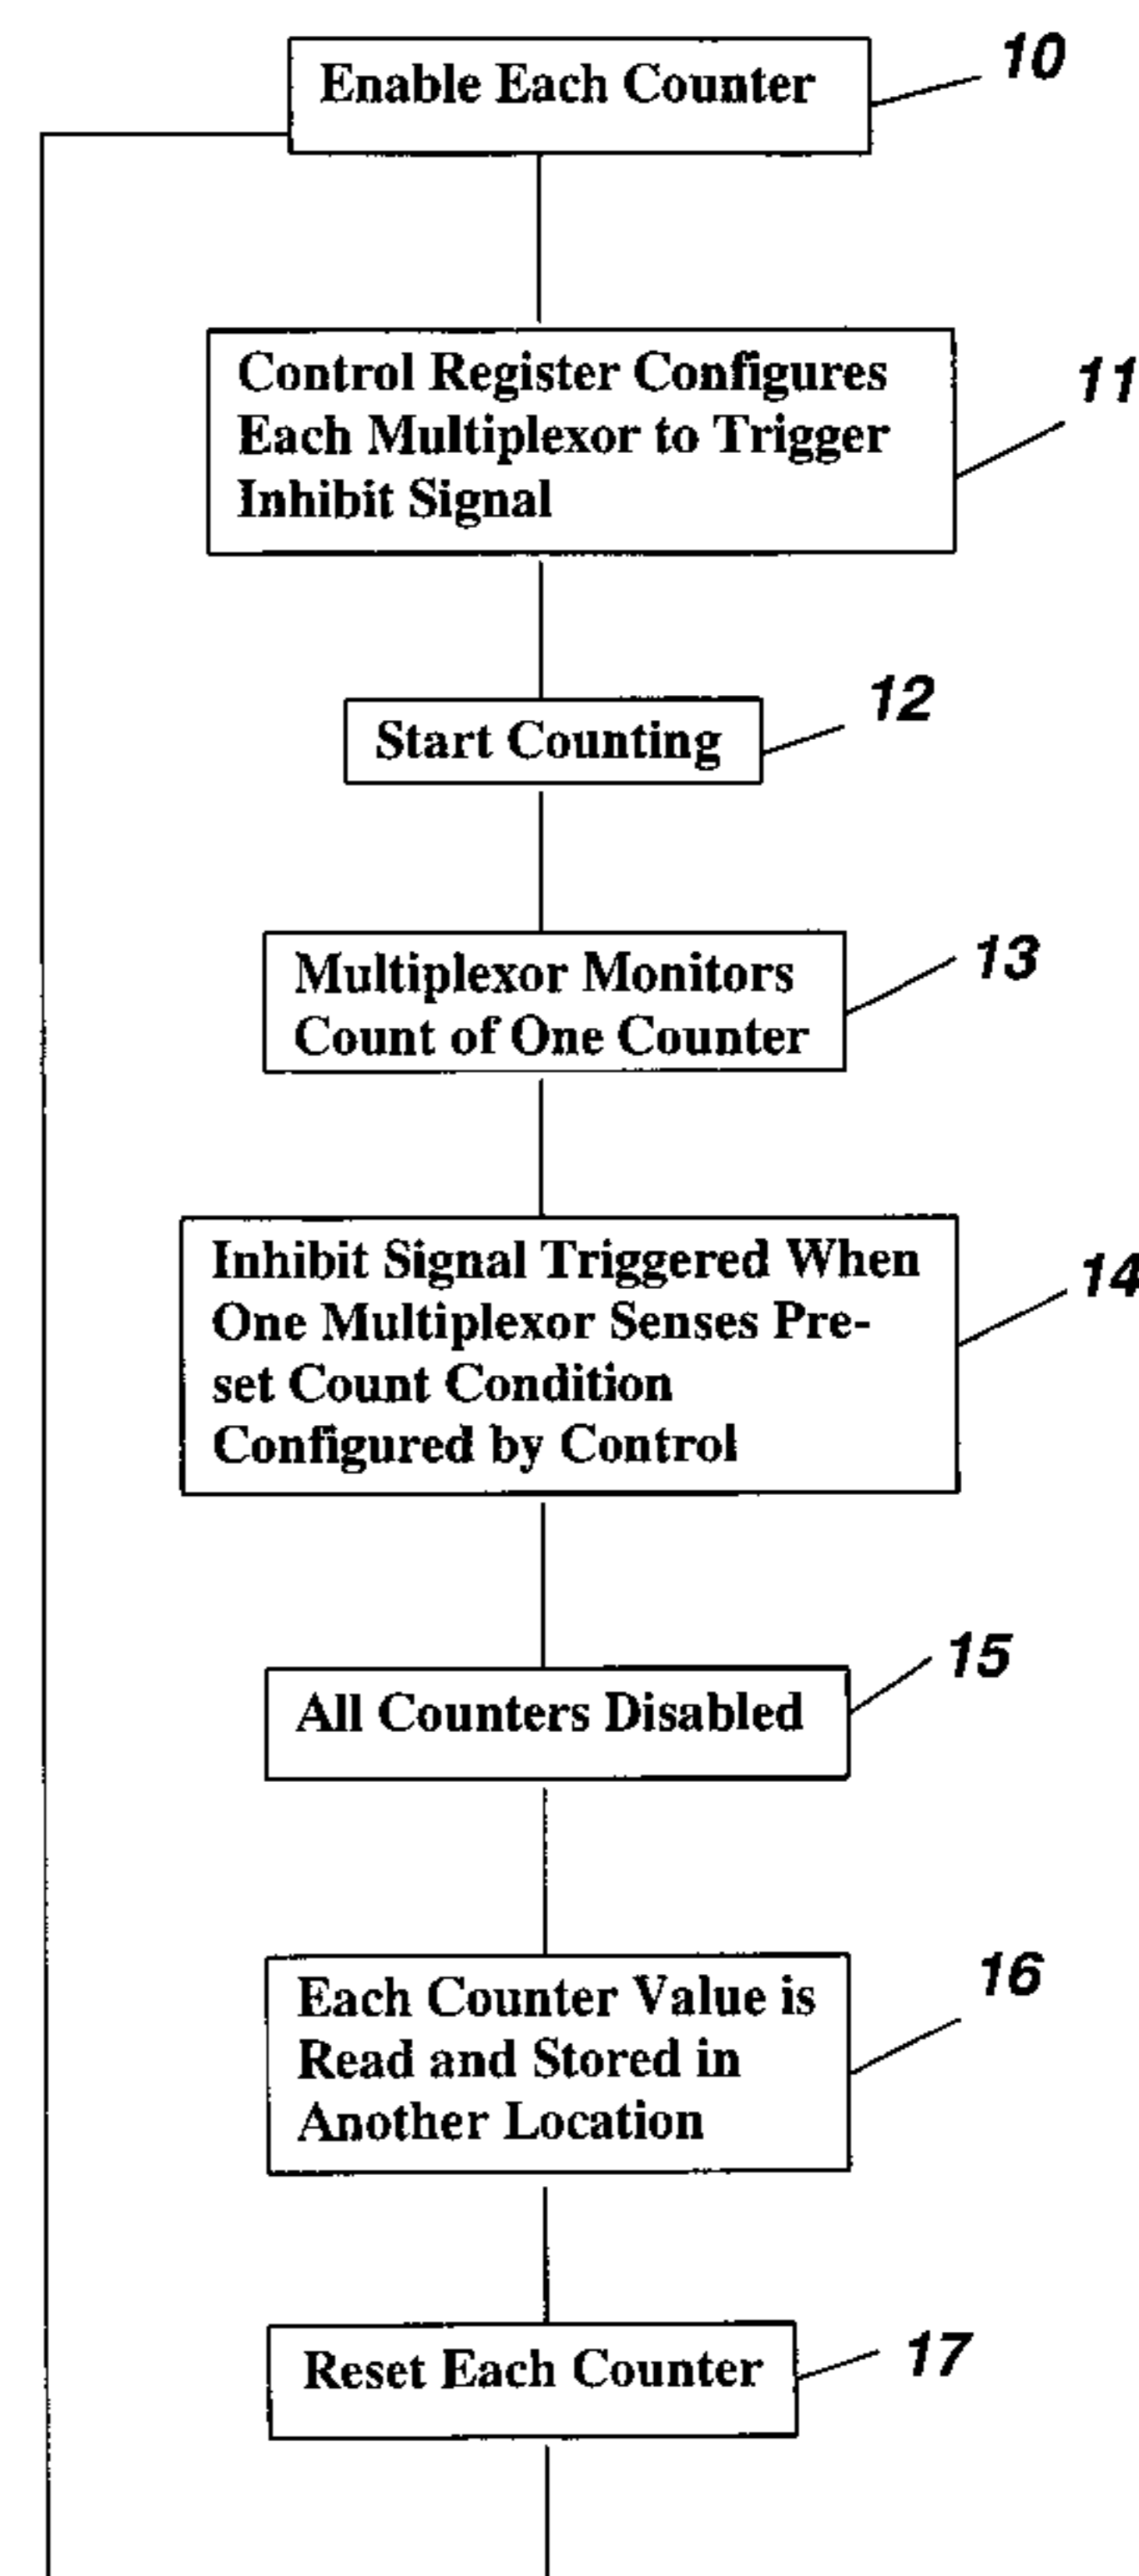 Enable Each Counter
10
Control Register Configures
Each Multiplexor to Trigger
Inhibit Signal
11
Start Counting
12
Multiplexor Monitors
Count of One Counter
13
Inhibit Signal Triggered When
One Multiplexor Senses Pre-
set Count Condition
Configured by Control
14
All Counters Disabled
15
Each Counter Value is
Read and Stored in
Another Location
16
Reset Each Counter
17